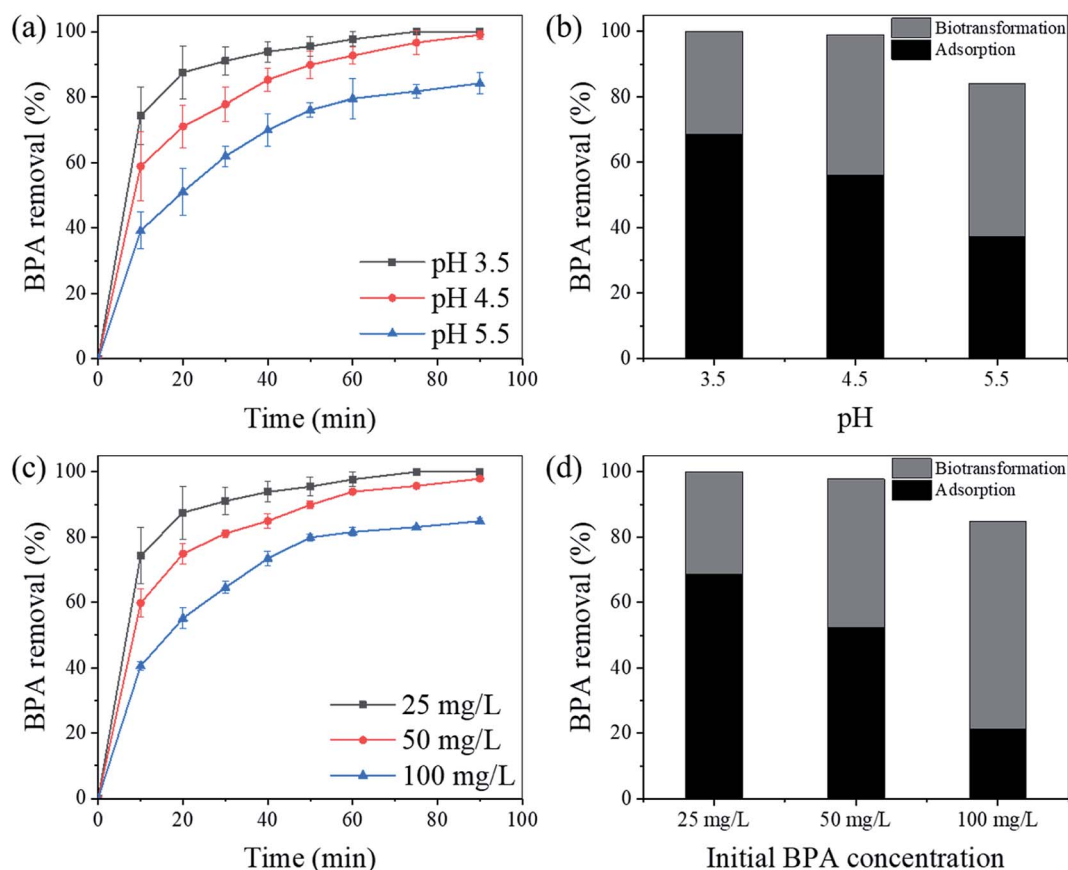 (a)
BPA removal (%)
100
80
60
40
20
0
pH 3.5
pH 4.5
pH 5.5
0 20 40 60 80 100
Time (min)
(b)
BPA removal (%)
100
80
60
40
20
0
Biotransformation
Adsorption
3.5 4.5 5.5
pH
(c)
BPA removal (%)
100
80
60
40
20
0
25 mg/L
50 mg/L
100 mg/L
0 20 40 60 80 100
Time (min)
(d)
BPA removal (%)
100
80
60
40
20
0
Biotransformation
Adsorption
25 mg/L 50 mg/L 100 mg/L
Initial BPA concentration